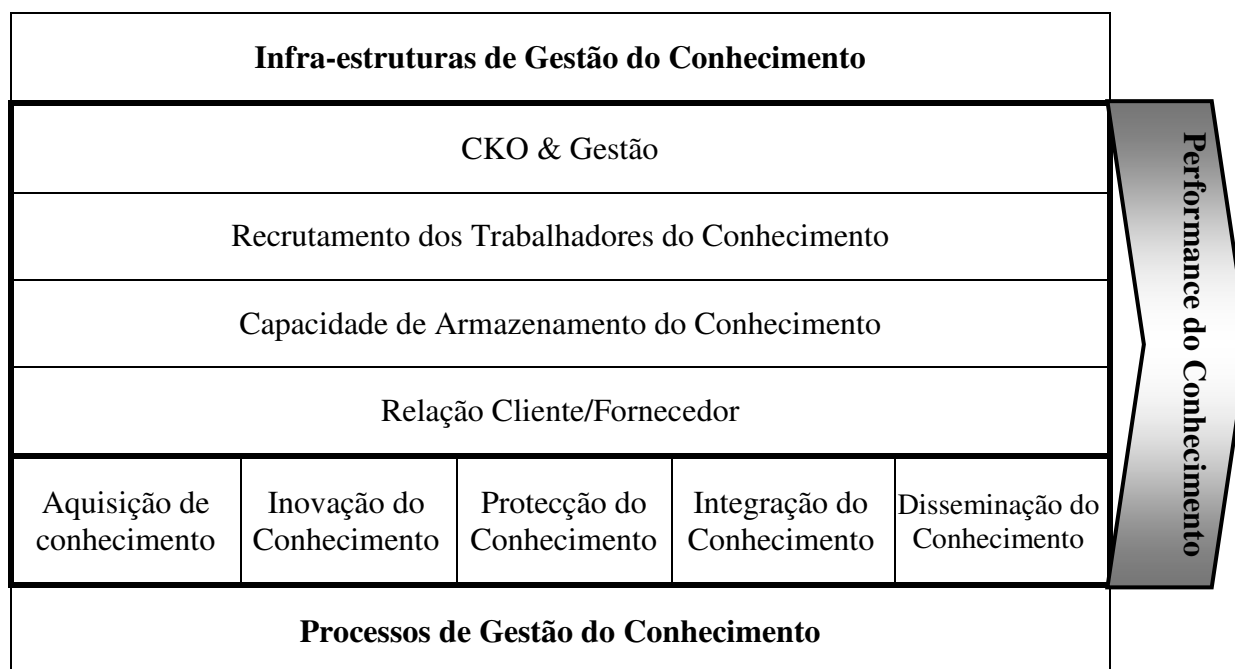 Infra-estruturas de Gestão do Conhecimento
CKO & Gestão
Recrutamento dos Trabalhadores do Conhecimento
Capacidade de Armazenamento do Conhecimento
Relação Cliente/Fornecedor
Aquisição de
conhecimento
Inovação do
Conhecimento
Protecção do
Conhecimento
Integração do
Conhecimento
Disseminação do
Conhecimento
Processos de Gestão do Conhecimento
Performance do Conhecimento